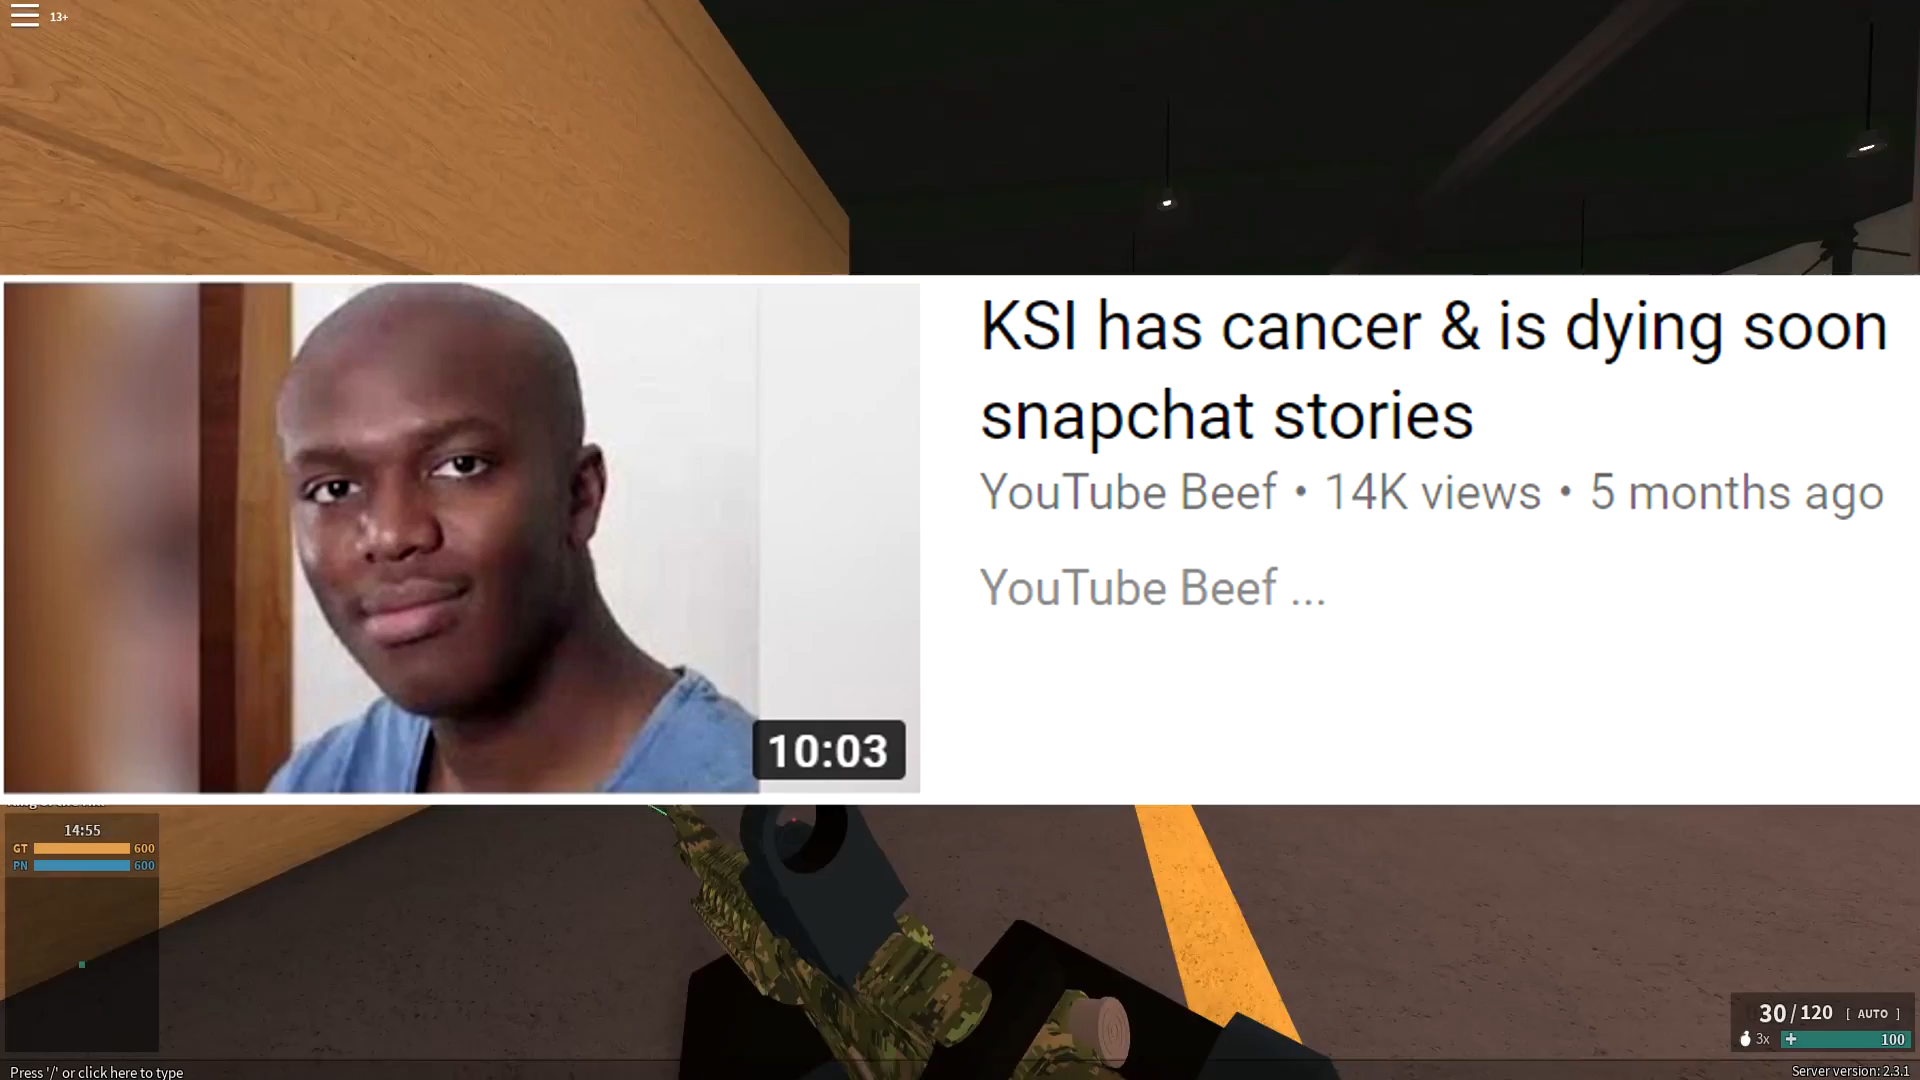 13+
KSI has cancer & is dying soon
snapchat stories
YouTube Beef • 14K views • 5 months ago
YouTube Beef ...
10:03
14:55
GT 600
PN 600
30/120 [ AUTO ]
3x 100
Press '/' or click here to type
Server version: 2.3.1